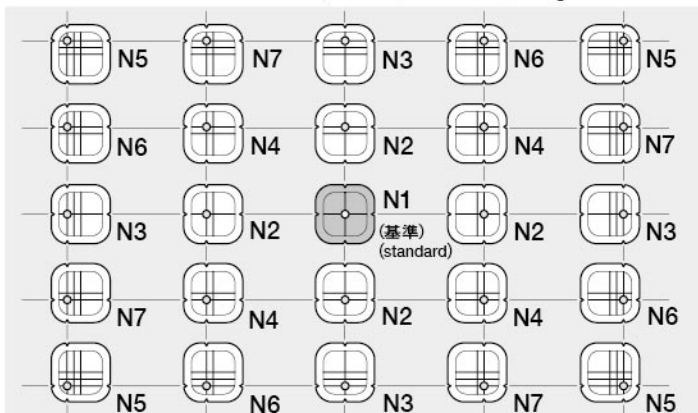 N5 N7 N3 N6 N5
N6 N4 N2 N4 N7
N3 N2 N1 N2 N3
(基準)
(standard)
N7 N4 N2 N4 N6
N5 N6 N3 N7 N5